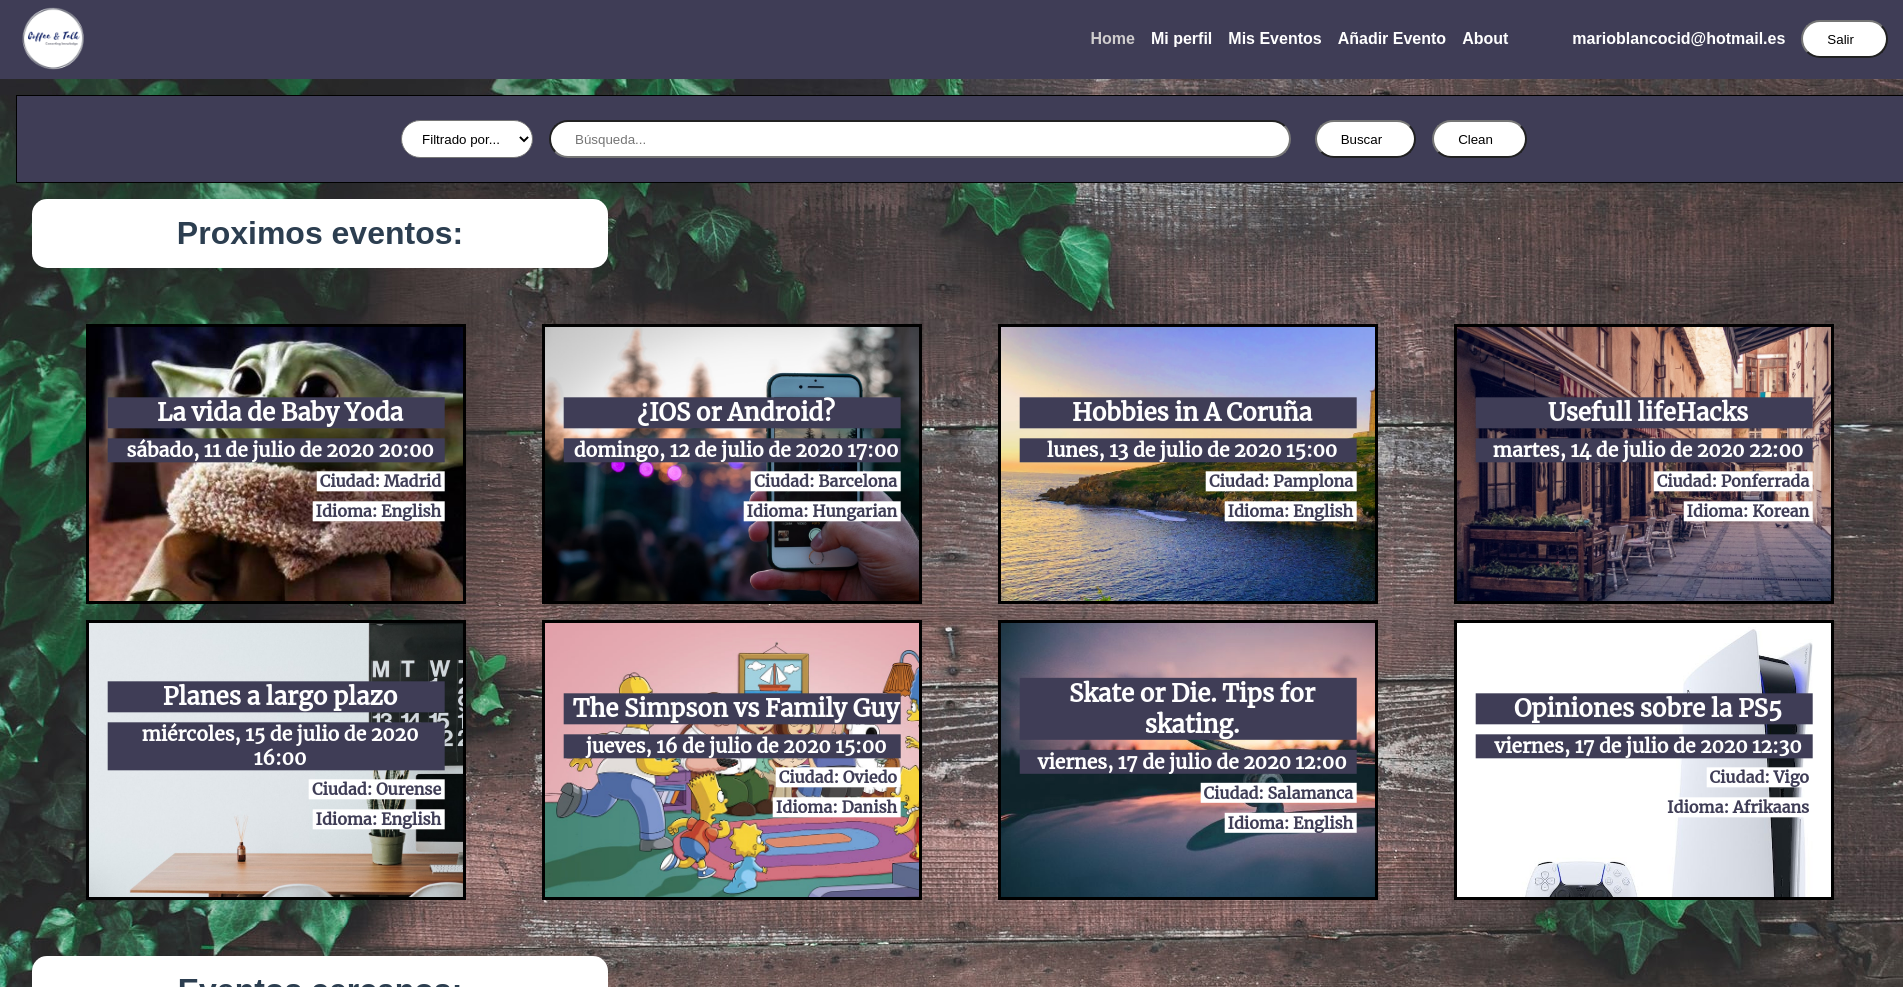 Coffee & Talk
Home Mi perfil Mis Eventos Añadir Evento About marioblancocid@hotmail.es Salir
Filtrado por... Búsqueda... Buscar Clean
Proximos eventos:
La vida de Baby Yoda
sábado, 11 de julio de 2020 20:00
Ciudad: Madrid
Idioma: English
¿IOS or Android?
domingo, 12 de julio de 2020 17:00
Ciudad: Barcelona
Idioma: Hungarian
Hobbies in A Coruña
lunes, 13 de julio de 2020 15:00
Ciudad: Pamplona
Idioma: English
Usefull lifeHacks
martes, 14 de julio de 2020 22:00
Ciudad: Ponferrada
Idioma: Korean
M T W T
13 14 15
Planes a largo plazo
miércoles, 15 de julio de 2020
16:00
Ciudad: Ourense
Idioma: English
The Simpson vs Family Guy
jueves, 16 de julio de 2020 15:00
Ciudad: Oviedo
Idioma: Danish
Skate or Die. Tips for
skating.
viernes, 17 de julio de 2020 12:00
Ciudad: Salamanca
Idioma: English
Opiniones sobre la PS5
viernes, 17 de julio de 2020 12:30
Ciudad: Vigo
Idioma: Afrikaans
Eventos cercanos: